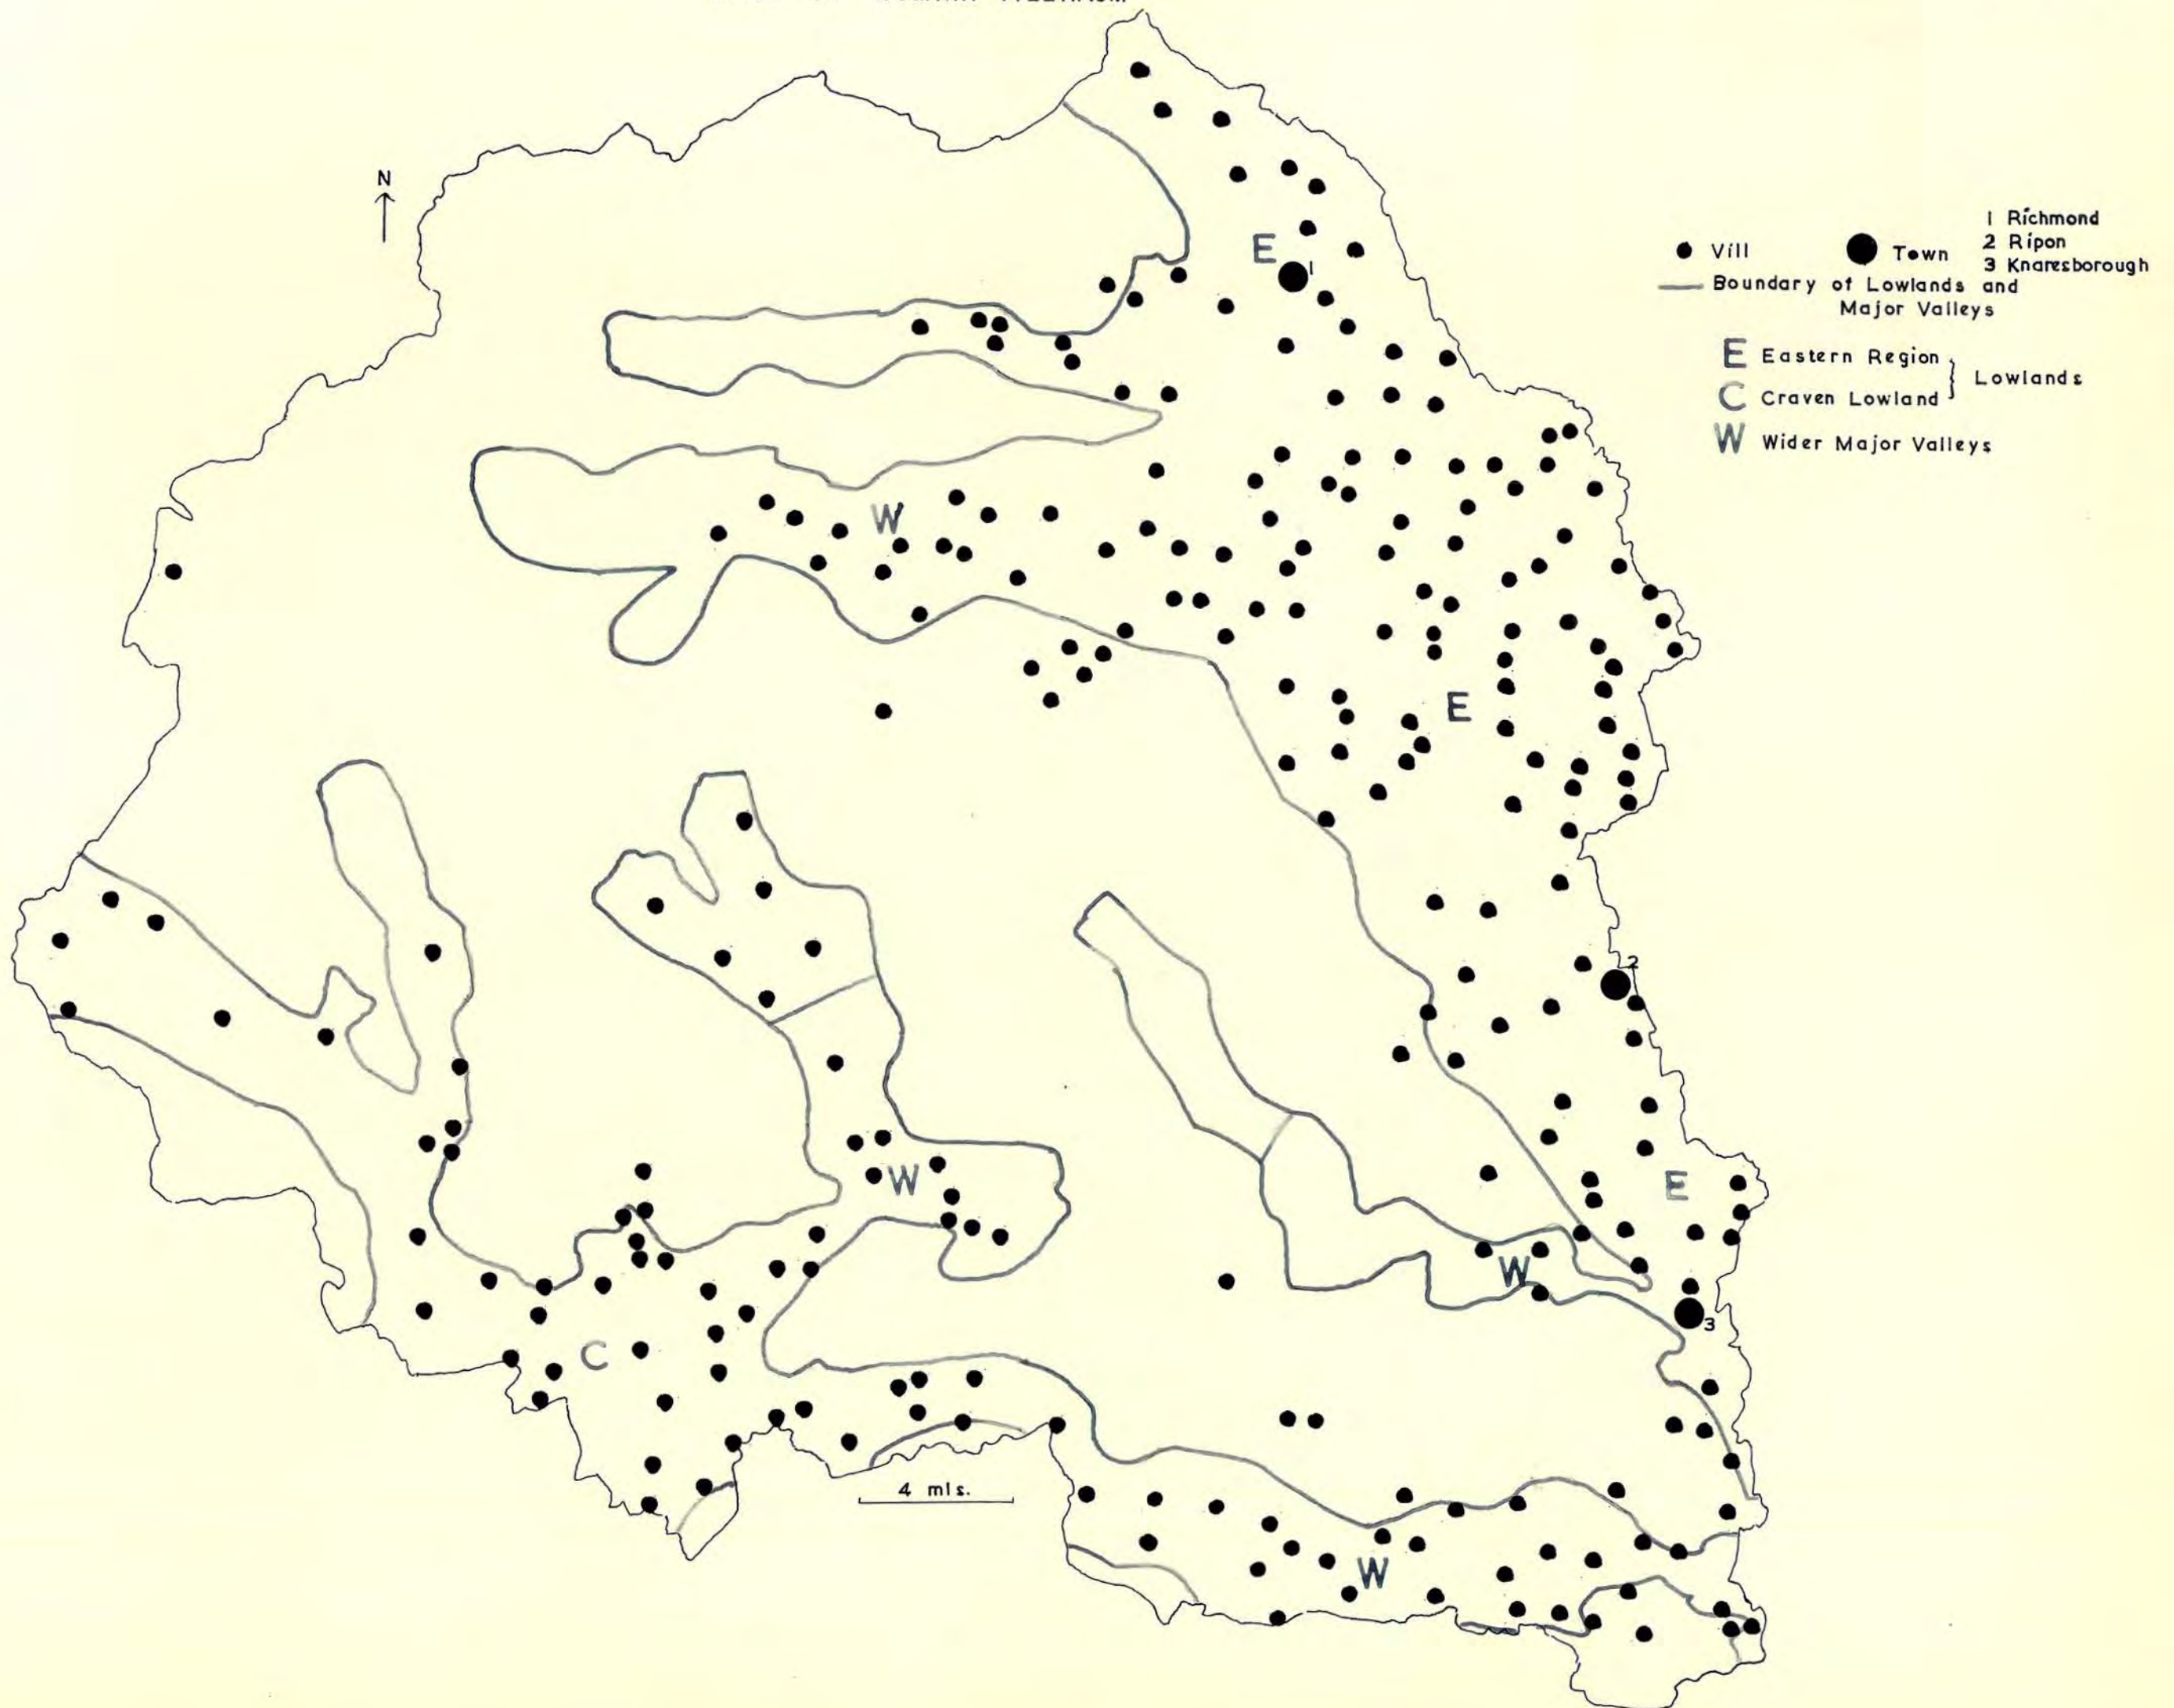 N
1 Richmond
2 Ripon
3 Knaresborough
Vill
Town
Boundary of Lowlands and
Major Valleys
E Eastern Region
C Craven Lowland
Lowlands
W Wider Major Valleys
E
1
W
E
2
E
W
W
3
C
4 mls.
W